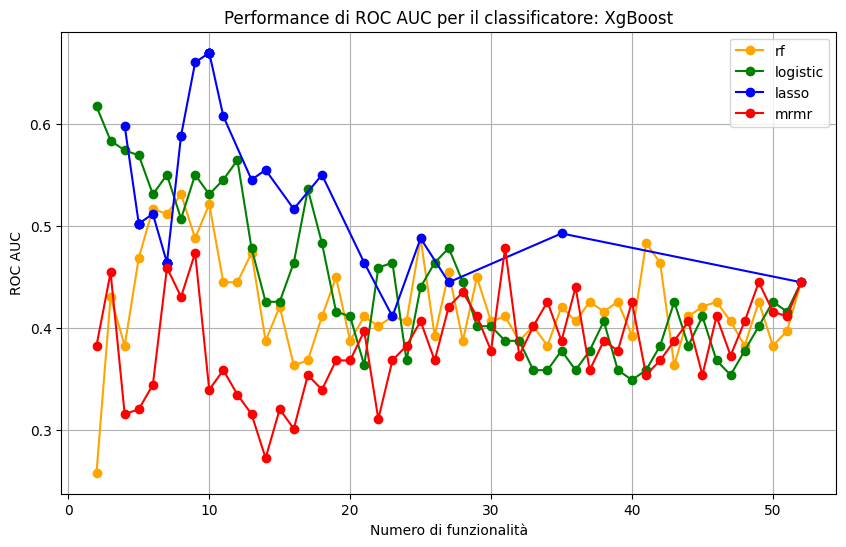 Performance di ROC AUC per il classificatore: XgBoost
rf
logistic
lasso
mrmr
ROC AUC
0.6
0.5
0.4
0.3
0
10
20
30
40
50
Numero di funzionalità